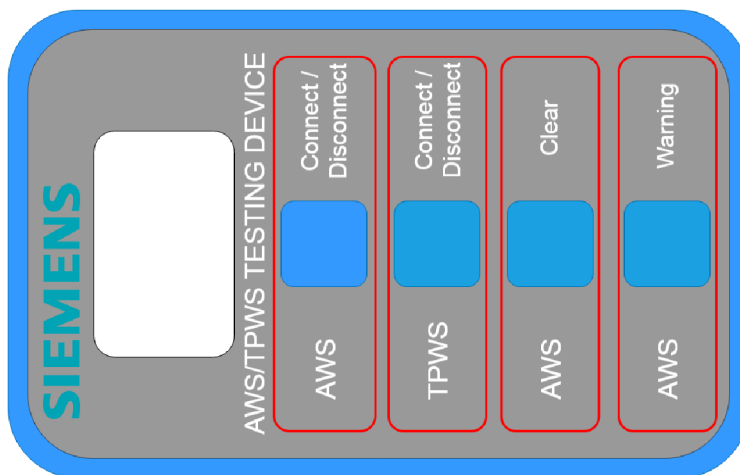 SIEMENS
AWS/TPWS TESTING DEVICE
AWS
Connect /
Disconnect
TPWS
Connect /
Disconnect
AWS
Clear
AWS
Warning